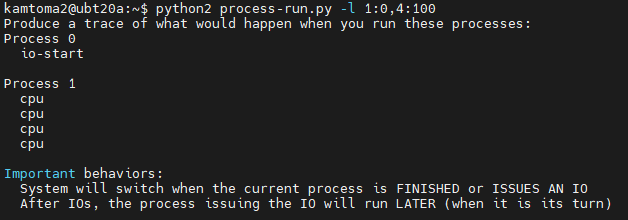 kamtoma2@ubt20a:~$ python2 process-run.py -l 1:0,4:100
Produce a trace of what would happen when you run these processes:
Process 0
  io-start

Process 1
  cpu
  cpu
  cpu
  cpu

Important behaviors:
  System will switch when the current process is FINISHED or ISSUES AN IO
  After IOs, the process issuing the IO will run LATER (when it is its turn)